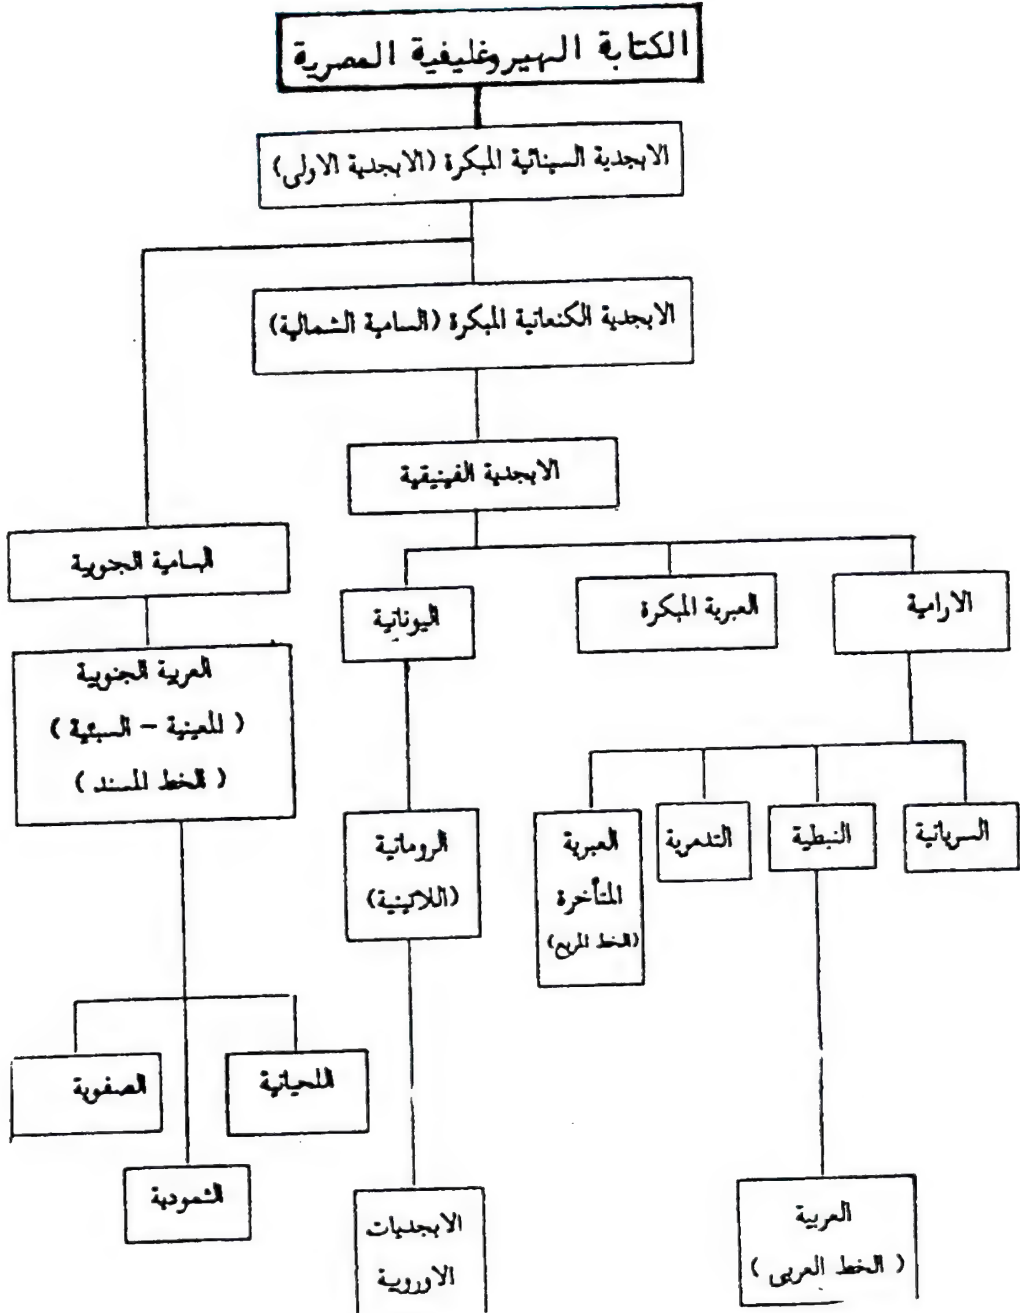 الكتابة الهيروغليفية المصرية
الابجدية السينائية المبكرة (الابجدية الاولى)
الابجدية الكنعانية المبكرة (السامية الشمالية)
الابجدية الفينيقية
السامية الجنوبية
الارامية
العبرية المبكرة
اليونانية
العربية الجنوبية
( المعينية - السبئية )
( الخط المسند )
السريانية
النبطية
التدمرية
العبرية
المتأخرة
(الخط المربع)
الرومانية
(اللاتينية)
اللحيانية
الصفوية
الثمودية
العربية
( الخط العربى )
الابجديات
الاوروبية